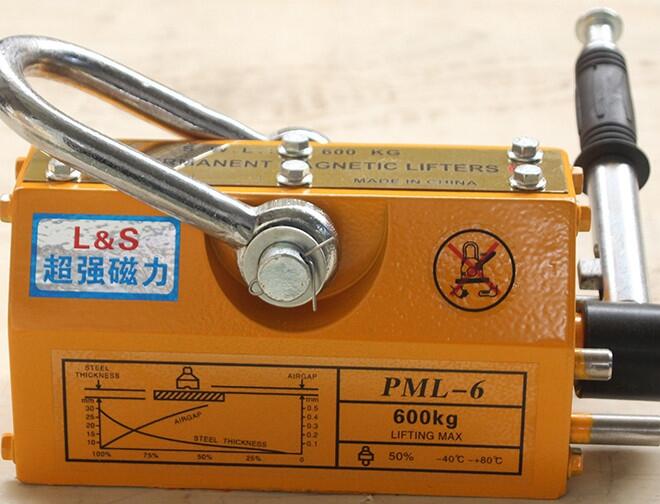 S W L 600 KG
MAGNETIC LIFTERS
MADE IN CHINA
L&S
超强磁力
STEEL
THICKNESS
AIRGAP
mm
mm
30
25
20
15
10
0.5
0.4
0.3
0.2
0.1
AIRGAP
STEEL THICKNESS
100% 75% 50% 25% 0
PML-6
600kg
LIFTING MAX
50% -40℃-+80℃